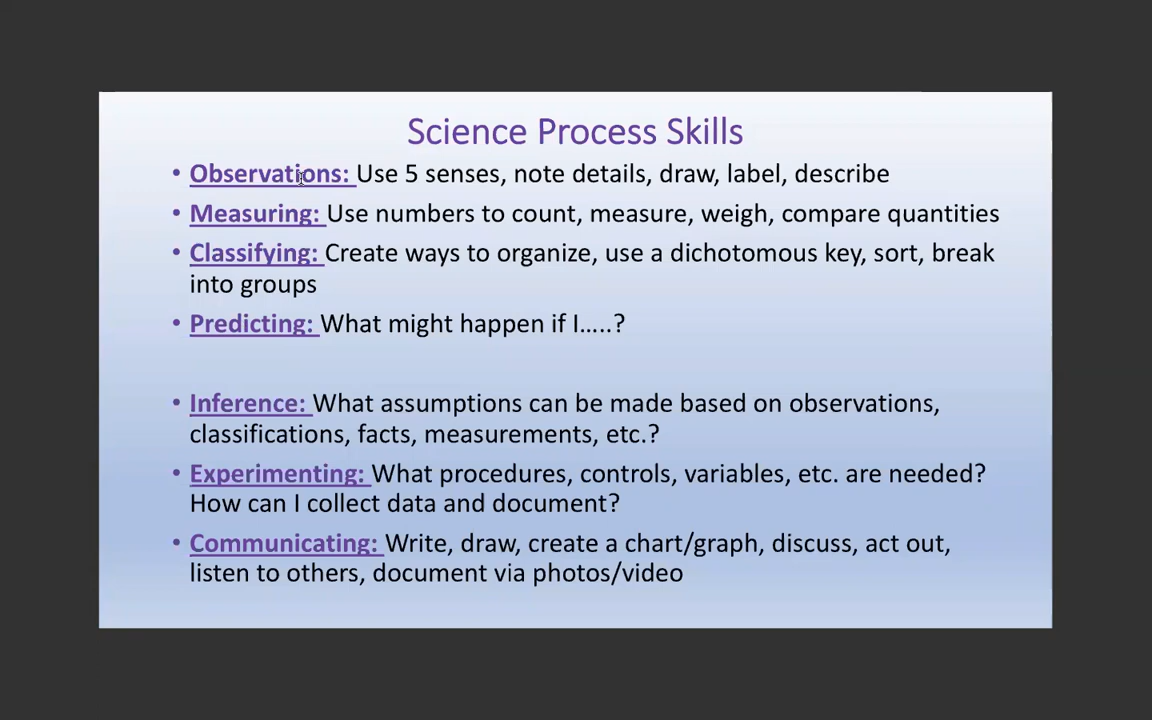 Science Process Skills
• Observations: Use 5 senses, note details, draw, label, describe
• Measuring: Use numbers to count, measure, weigh, compare quantities
• Classifying: Create ways to organize, use a dichotomous key, sort, break
into groups
• Predicting: What might happen if I…..?
• Inference: What assumptions can be made based on observations,
classifications, facts, measurements, etc.?
• Experimenting: What procedures, controls, variables, etc. are needed?
How can I collect data and document?
• Communicating: Write, draw, create a chart/graph, discuss, act out,
listen to others, document via photos/video